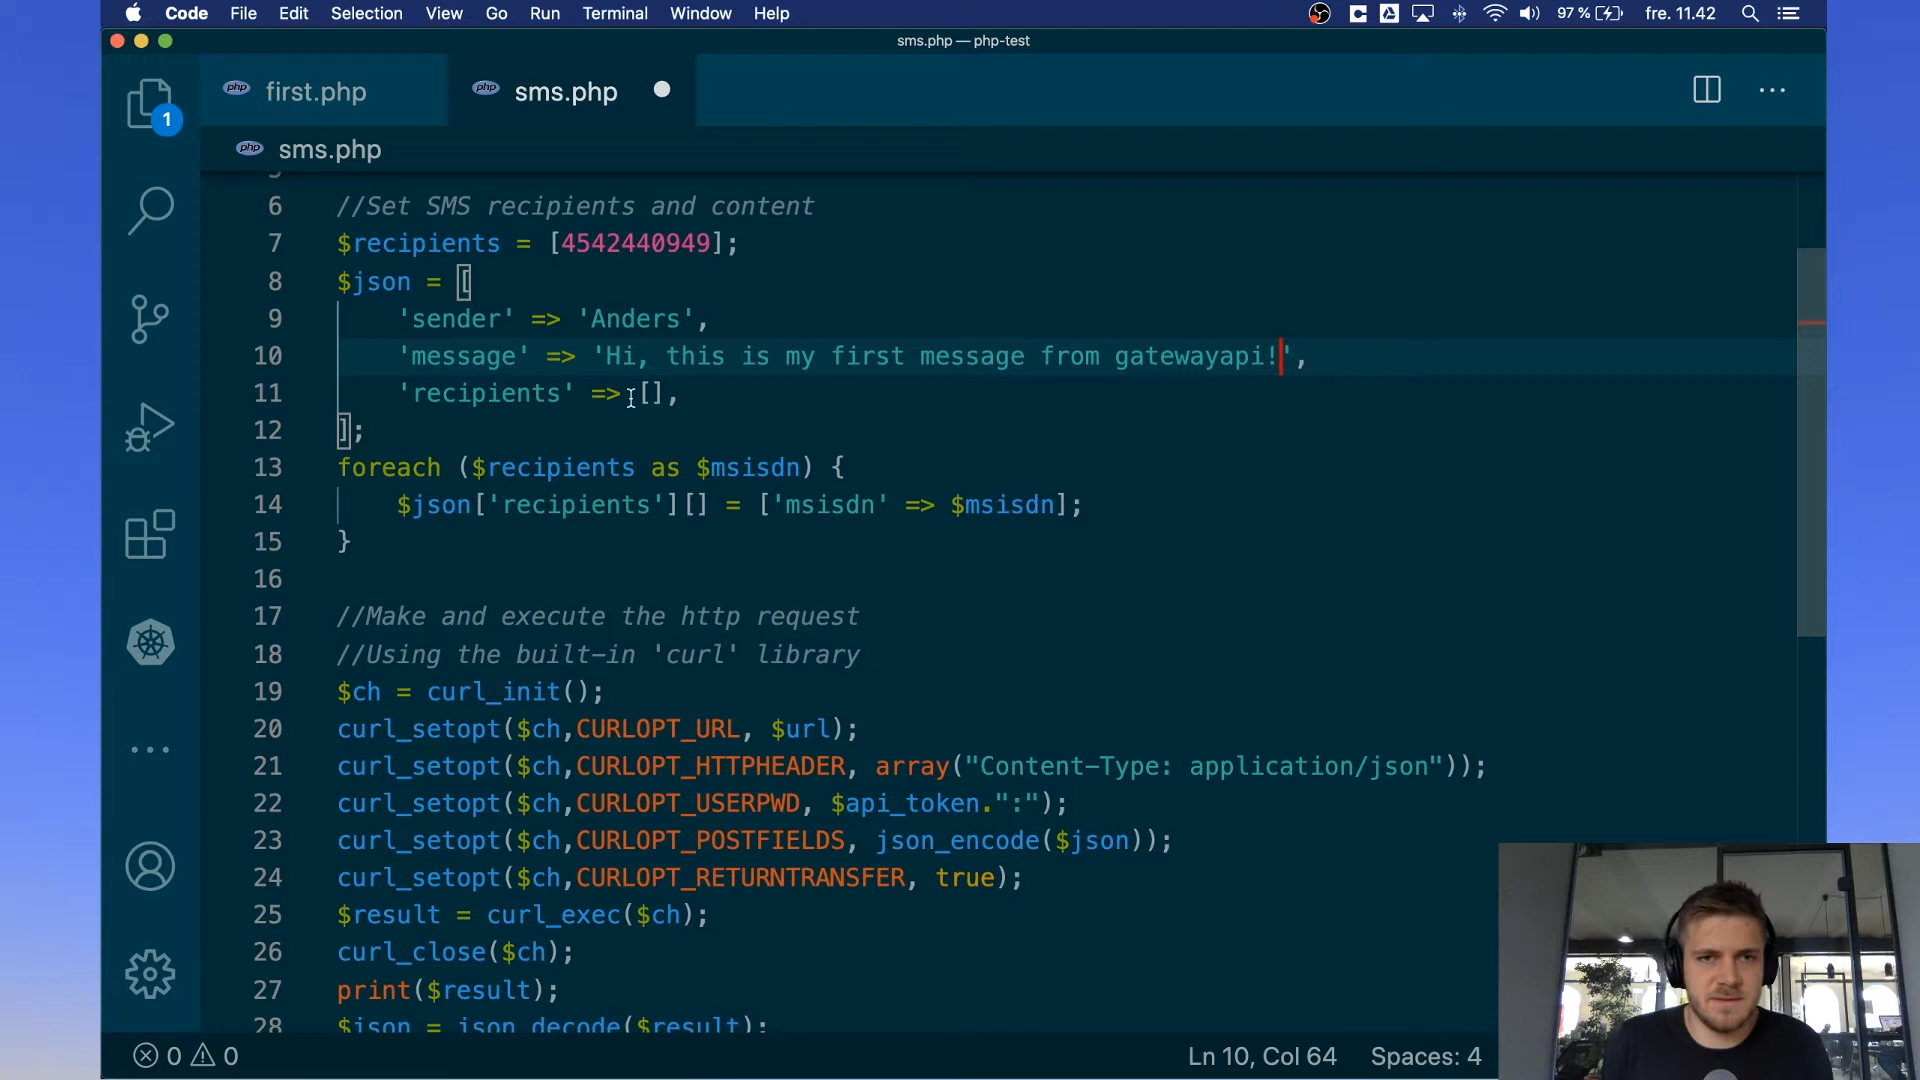 Code File Edit Selection View Go Run Terminal Window Help 97 % fre. 11.42
sms.php — php-test
php first.php php sms.php
1
php sms.php
5
6 //Set SMS recipients and content
7 $recipients = [4542440949];
8 $json = [
9 'sender' => 'Anders',
10 'message' => 'Hi, this is my first message from gatewayapi!',
11 'recipients' => [],
12 ];
13 foreach ($recipients as $msisdn) {
14 $json['recipients'][] = ['msisdn' => $msisdn];
15 }
16
17 //Make and execute the http request
18 //Using the built-in 'curl' library
19 $ch = curl_init();
20 curl_setopt($ch,CURLOPT_URL, $url);
21 curl_setopt($ch,CURLOPT_HTTPHEADER, array("Content-Type: application/json"));
22 curl_setopt($ch,CURLOPT_USERPWD, $api_token.":");
23 curl_setopt($ch,CURLOPT_POSTFIELDS, json_encode($json));
24 curl_setopt($ch,CURLOPT_RETURNTRANSFER, true);
25 $result = curl_exec($ch);
26 curl_close($ch);
27 print($result);
28 $json = json_decode($result);
0 0 Ln 10, Col 64 Spaces: 4